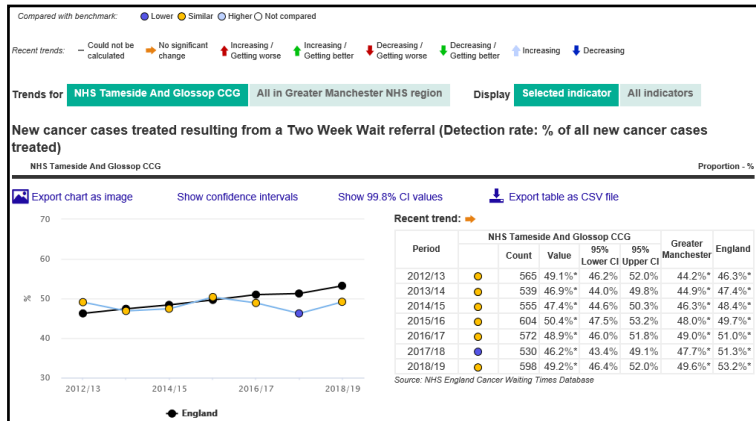 Compared with benchmark: Lower Similar Higher Not compared
Recent trends: – Could not be calculated No significant change Increasing / Getting worse Increasing / Getting better Decreasing / Getting worse Decreasing / Getting better Increasing Decreasing
Trends for NHS Tameside And Glossop CCG All in Greater Manchester NHS region Display Selected indicator All indicators
New cancer cases treated resulting from a Two Week Wait referral (Detection rate: % of all new cancer cases
treated)
NHS Tameside And Glossop CCG Proportion - %
Export chart as image Show confidence intervals Show 99.8% CI values Export table as CSV file
70
60
50
40
30
%
2012/13 2014/15 2016/17 2018/19
England
Recent trend:
NHS Tameside And Glossop CCG
Period Count Value 95% Lower CI 95% Upper CI Greater Manchester England
2012/13 565 49.1%* 46.2% 52.0% 44.2%* 46.3%*
2013/14 539 46.9%* 44.0% 49.8% 44.9%* 47.4%*
2014/15 555 47.4%* 44.6% 50.3% 46.3%* 48.4%*
2015/16 604 50.4%* 47.5% 53.2% 48.0%* 49.7%*
2016/17 572 48.9%* 46.0% 51.8% 49.0%* 51.0%*
2017/18 530 46.2%* 43.4% 49.1% 47.7%* 51.3%*
2018/19 598 49.2%* 46.4% 52.0% 49.6%* 53.2%*
Source: NHS England Cancer Waiting Times Database